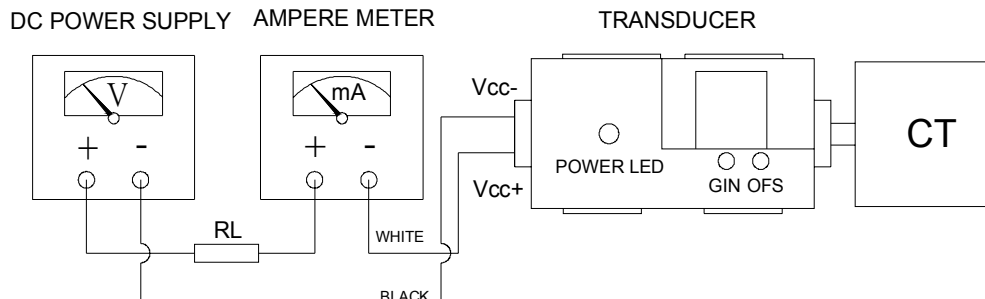 DC POWER SUPPLY AMPERE METER TRANSDUCER
V
mA
+ - + -
Vcc-
Vcc+
POWER LED
GIN OFS
CT
RL
WHITE
BLACK